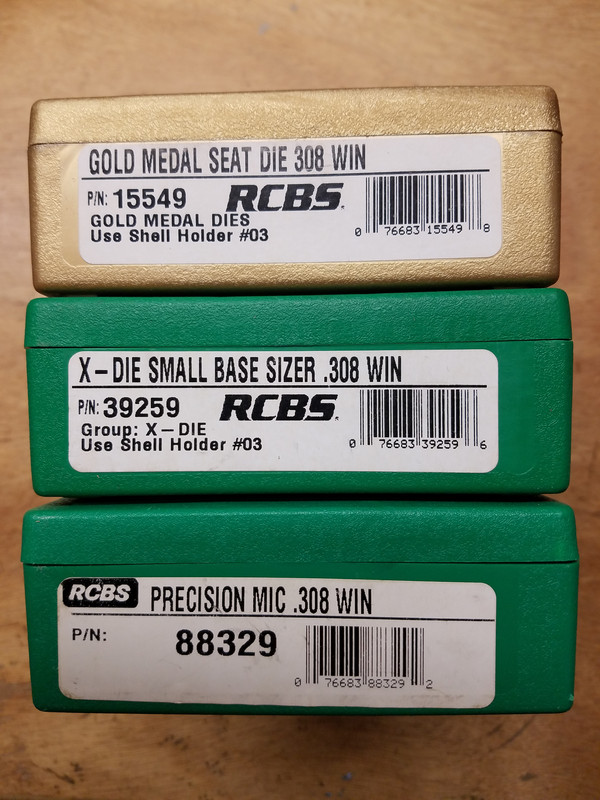 GOLD MEDAL SEAT DIE 308 WIN
P/N: 15549 RCBS.
GOLD MEDAL DIES
Use Shell Holder #03
0 76683 15549 8
X-DIE SMALL BASE SIZER .308 WIN
P/N: 39259 RCBS.
Group: X-DIE
Use Shell Holder #03
0 76683 39259 6
RCBS PRECISION MIC .308 WIN
P/N: 88329
0 76683 88329 2